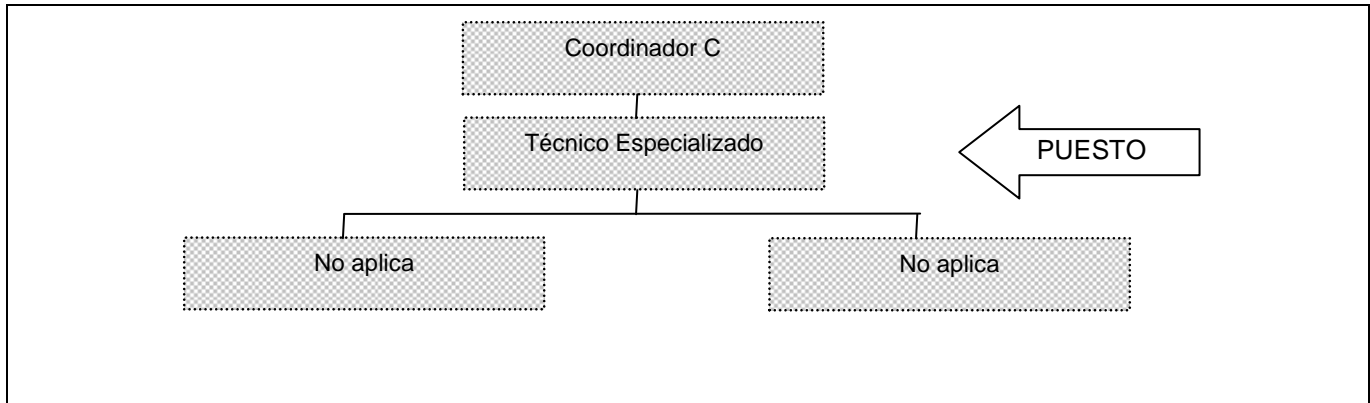 Coordinador C
Técnico Especializado
PUESTO
No aplica
No aplica